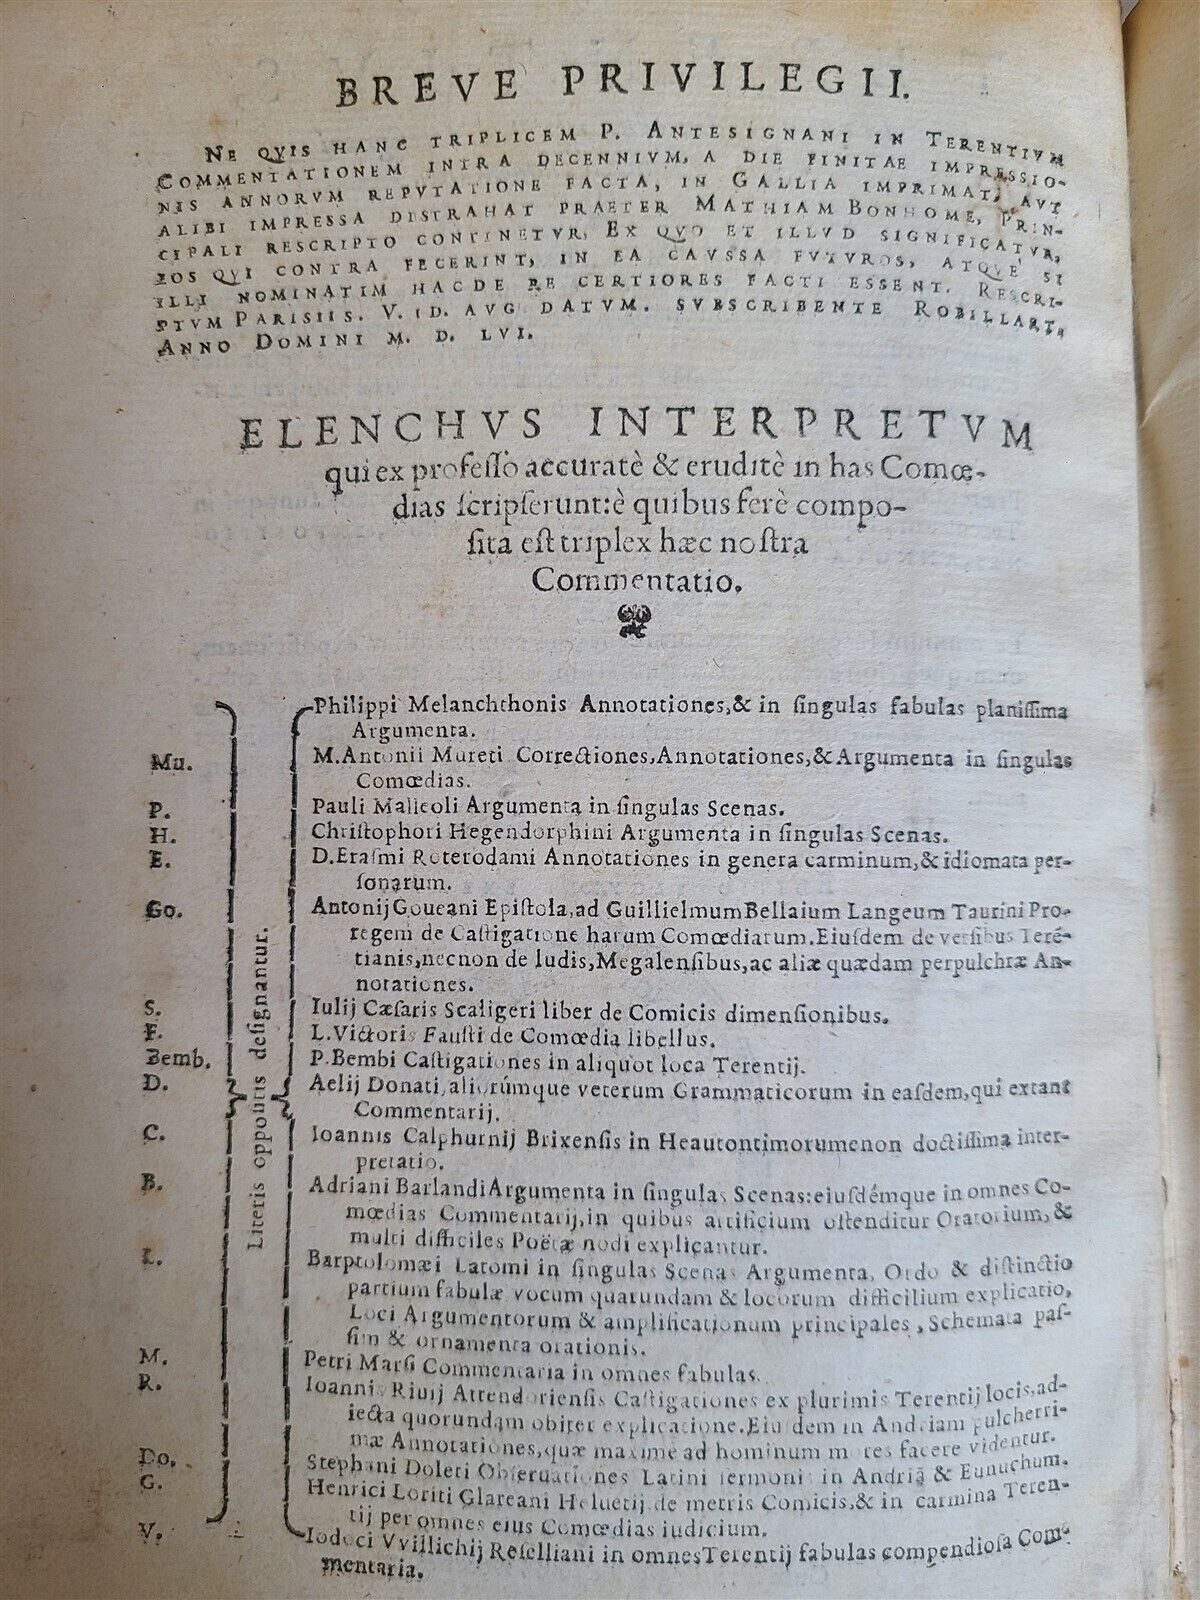 BREVE PRIVILEGII.
NE QVIS HANC TRIPLICEM P. ANTESIGNANI IN TERENTIVM
COMMENTATIONEM INTRA DECENNIVM, A DIE FINITAE IMPRESSIO-
NIS ANNORVM REPVTATIONE FACTA, IN GALLIA IMPRIMAT, AVT
ALIBI IMPRESSA DISTRAHAT PRAETER MATHIAM BONHOME, PRIN-
CIPALI RESCRIPTO CONTINETVR, EX QVO ET ILLVD SIGNIFICATVR,
EOS QVI CONTRA FECERINT, IN EA CAVSSA FVTVROS, ATQVE SI
ILLI NOMINATIM HAC DE RE CERTIORES FACTI ESSENT. RESCRI-
PTVM PARISIIS. V. ID. AVG DATVM. SVBSCRIBENTE ROBILLART,
ANNO DOMINI M. D. LVI.
ELENCHVS INTERPRETVM
qui ex professo accuratè & eruditè in has Comœ-
dias scripserunt: è quibus ferè compo-
sita est triplex hæc nostra
Commentatio.
Literis oppositis designantur.
Philippi Melanchthonis Annotationes, & in singulas fabulas planissima
Argumenta.
Mu. M. Antonii Mureti Correctiones, Annotationes, & Argumenta in singulas
Comœdias.
P. Pauli Malleoli Argumenta in singulas Scenas.
H. Christophori Hegendorphini Argumenta in singulas Scenas.
E. D. Erasmi Roterodami Annotationes in genera carminum, & idiomata per-
sonarum.
Go. Antonij Goueani Epistola, ad Guillielmum Bellaium Langeum Taurini Pro-
regem de Castigatione harum Comœdiarum. Eiusdem de versibus Terẽ-
tianis, necnon de ludis, Megalensibus, ac aliæ quædam perpulchræ An-
notationes.
S. Iulij Cæsaris Scaligeri liber de Comicis dimensionibus.
F. L. Victoris Fausti de Comœdia libellus.
Bemb. P. Bembi Castigationes in aliquot loca Terentij.
D. Aelij Donati, aliorúmque veterum Grammaticorum in easdem, qui extant
Commentarij.
C. Ioannis Calphurnij Brixensis in Heautontimorumenon doctissima inter-
pretatio.
B. Adriani Barlandi Argumenta in singulas Scenas: eiusdémque in omnes Co-
mœdias Commentarij, in quibus artificium ostenditur Oratorium, &
multi difficiles Poëtæ nodi explicantur.
L. Barptolomæi Latomi in singulas Scenas Argumenta, Ordo & distinctio
partium fabulæ vocum quarundam & locorum difficilium explicatio,
Loci Argumentorum & amplificationum principales, Schemata pas-
sim & ornamenta orationis.
M. Petri Marsi Commentaria in omnes fabulas.
R. Ioannis Riuij Attendoriensis Castigationes ex plurimis Terentij locis, ad-
iecta quorundam obiter explicatione. Eiusdem in Andriam pulcherri-
mæ Annotationes, quæ maxime ad hominum mores facere videntur.
Do. Stephani Doleti Obseruationes Latini sermonis in Andriã & Eunuchum.
G. Henrici Loriti Glareani Heluetij de metris Comicis, & in carmina Teren-
tij per omnes eius Comœdias iudicium.
V. Iodoci VVillichij Reselliani in omnes Terentij fabulas compendiosa Com-
mentaria.